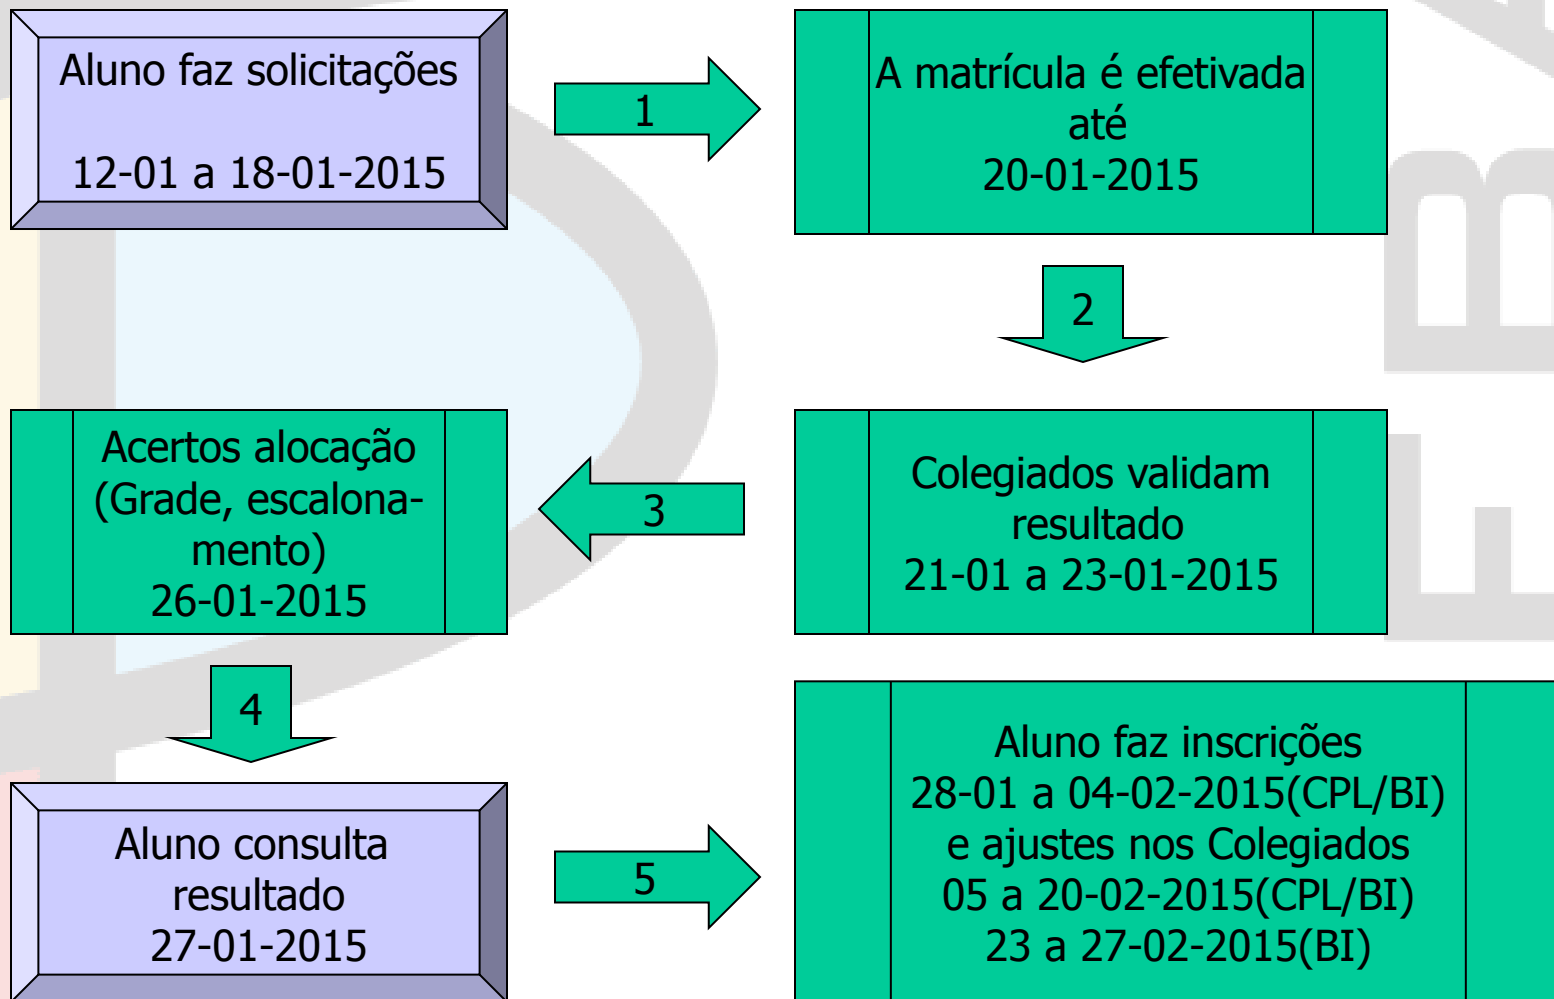 Aluno faz solicitações
12-01 a 18-01-2015
1
A matrícula é efetivada
até
20-01-2015
2
Colegiados validam
resultado
21-01 a 23-01-2015
3
Acertos alocação
(Grade, escalona-
mento)
26-01-2015
4
Aluno consulta
resultado
27-01-2015
5
Aluno faz inscrições
28-01 a 04-02-2015(CPL/BI)
e ajustes nos Colegiados
05 a 20-02-2015(CPL/BI)
23 a 27-02-2015(BI)
F B A